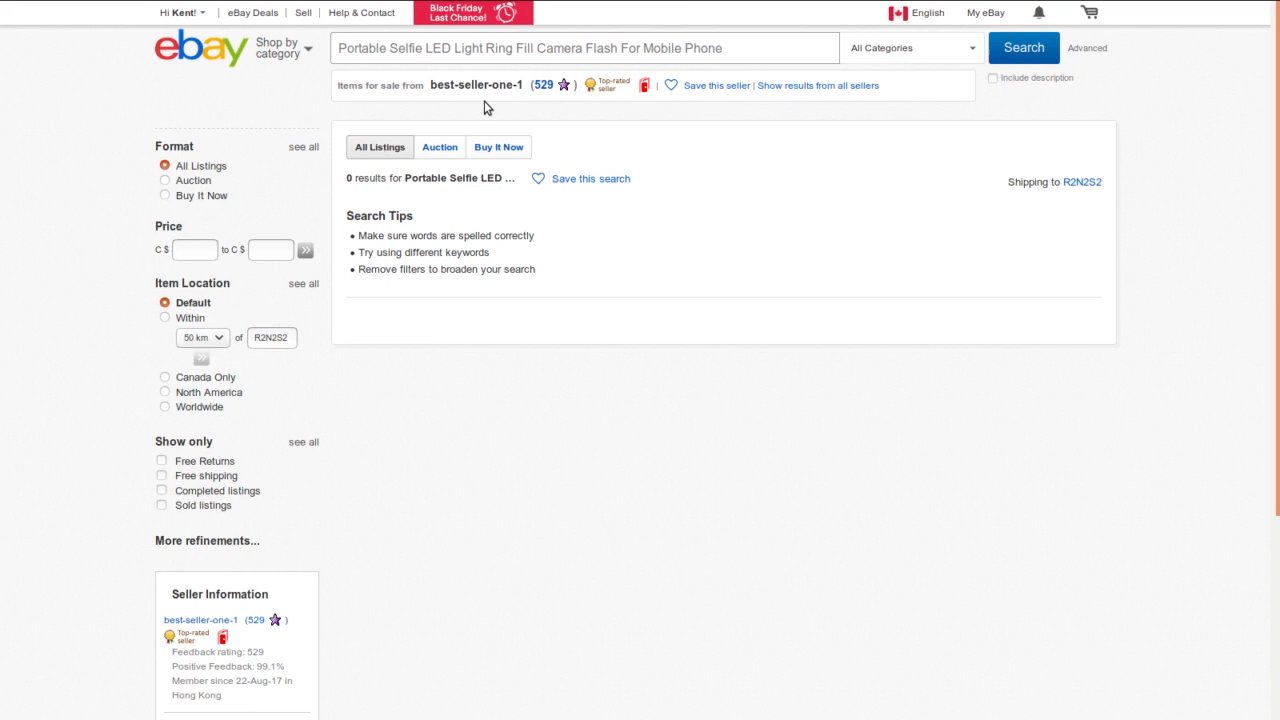 Hi Kent! | eBay Deals | Sell | Help & Contact
Black Friday
Last Chance!
English
My eBay
ebay
Shop by
category
Portable Selfie LED Light Ring Fill Camera Flash For Mobile Phone
All Categories
Search
Advanced
Items for sale from best-seller-one-1 (529 ) Top-rated seller | Save this seller | Show results from all sellers
Include description
Format
see all
All Listings
Auction
Buy It Now
Price
C $ to C $
Item Location
see all
Default
Within
50 km of R2N2S2
Canada Only
North America
Worldwide
Show only
see all
Free Returns
Free shipping
Completed listings
Sold listings
More refinements...
Seller Information
best-seller-one-1 (529 )
Top-rated
seller
Feedback rating: 529
Positive Feedback: 99.1%
Member since 22-Aug-17 in
Hong Kong
All Listings
Auction
Buy It Now
0 results for Portable Selfie LED ...
Save this search
Shipping to R2N2S2
Search Tips
• Make sure words are spelled correctly
• Try using different keywords
• Remove filters to broaden your search